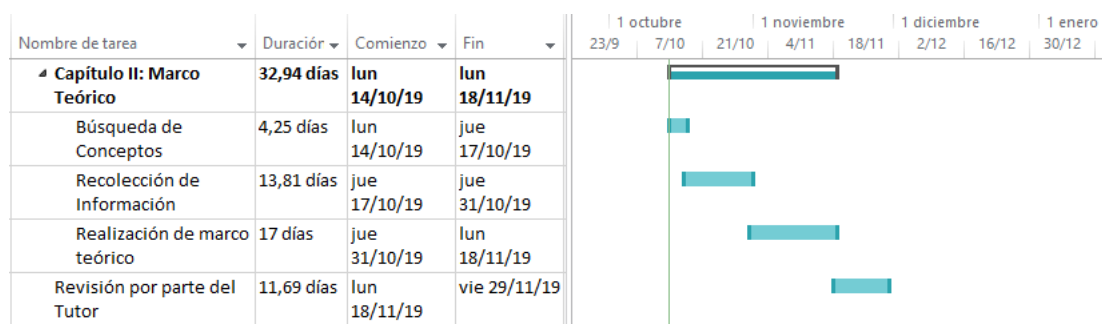 1 octubre 1 noviembre 1 diciembre 1 enero
Nombre de tarea Duración Comienzo Fin 23/9 7/10 21/10 4/11 18/11 2/12 16/12 30/12
Capítulo II: Marco 32,94 días lun lun
Teórico 14/10/19 18/11/19
Búsqueda de 4,25 días lun jue
Conceptos 14/10/19 17/10/19
Recolección de 13,81 días jue jue
Información 17/10/19 31/10/19
Realización de marco 17 días jue lun
teórico 31/10/19 18/11/19
Revisión por parte del 11,69 días lun vie 29/11/19
Tutor 18/11/19